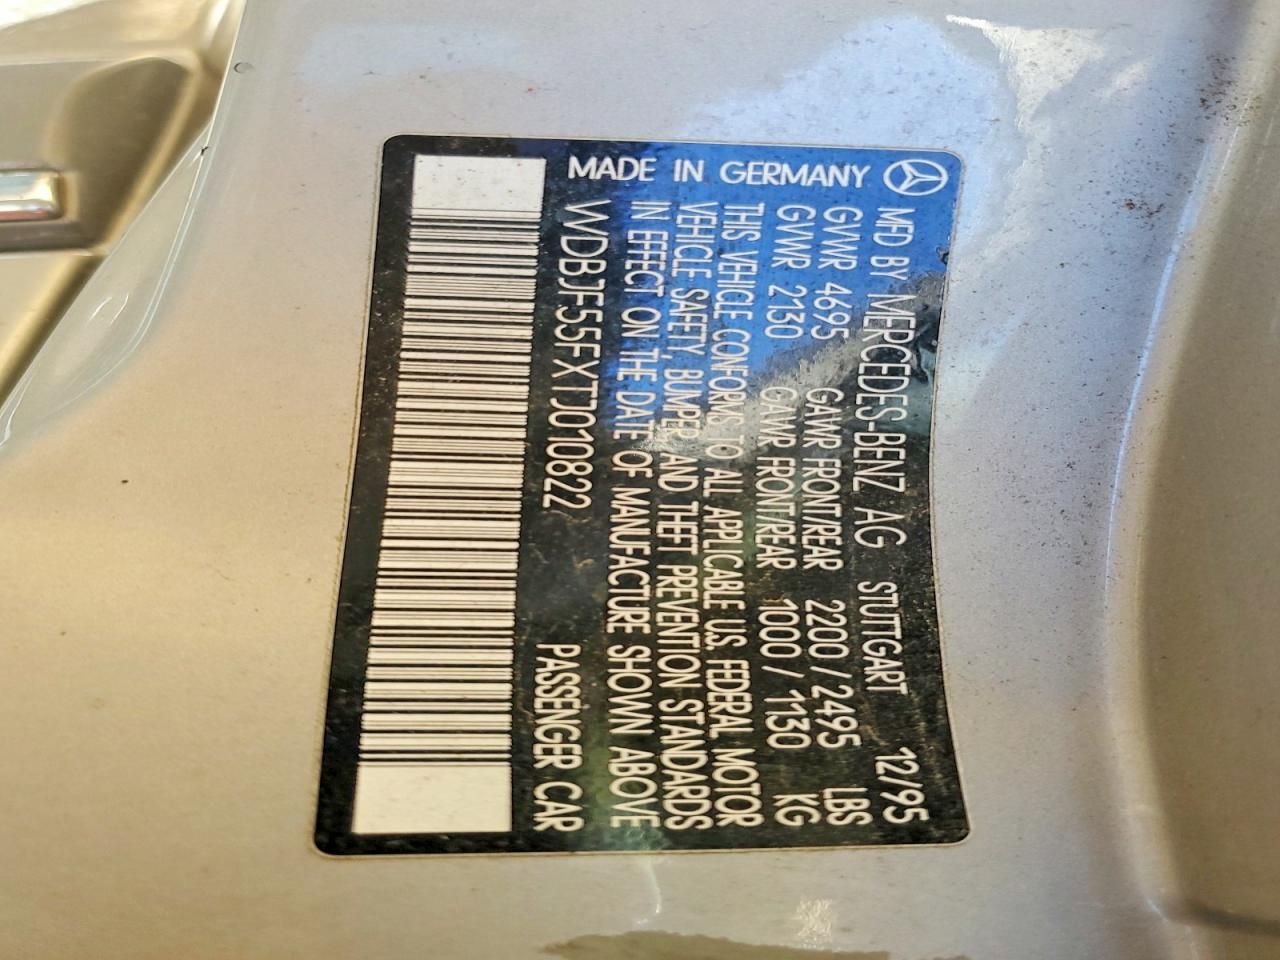 MADE IN GERMANY
MFD BY MERCEDES-BENZ AG STUTTGART 12/95
GVWR 4695 GAWR FRONT/REAR 2200 / 2495 LBS
GVWR 2130 GAWR FRONT/REAR 1000 / 1130 KG
THIS VEHICLE CONFORMS TO ALL APPLICABLE U.S. FEDERAL MOTOR
VEHICLE SAFETY, BUMPER, AND THEFT PREVENTION STANDARDS
IN EFFECT ON THE DATE OF MANUFACTURE SHOWN ABOVE
WDBJF55FXTJ010822 PASSENGER CAR